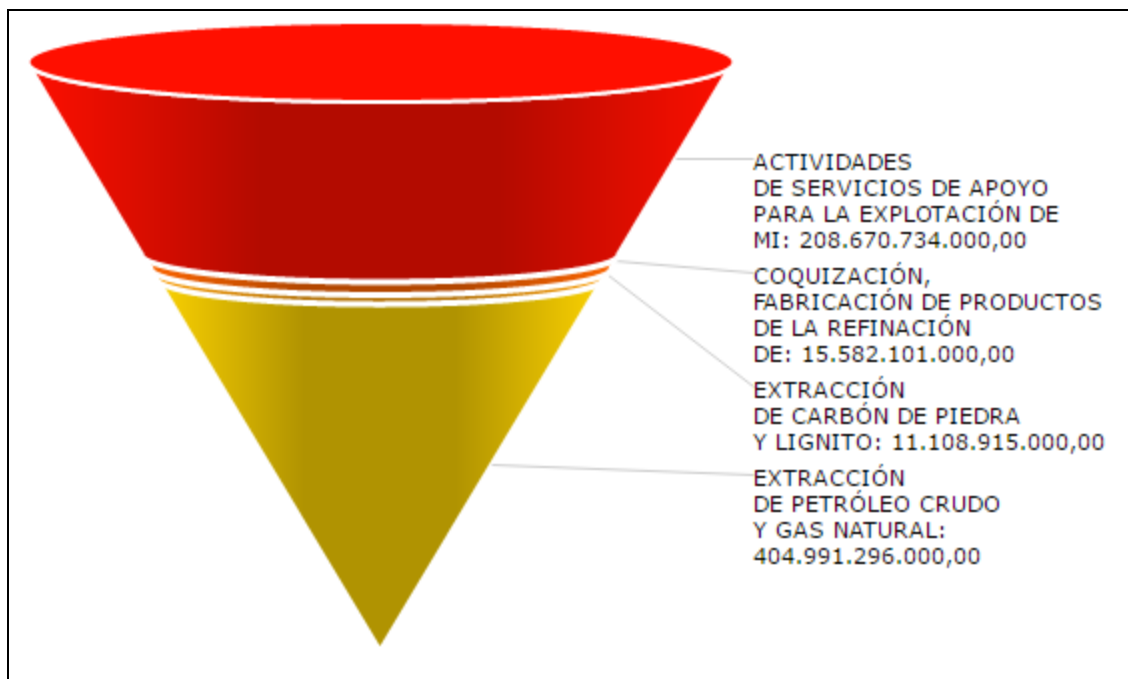 ACTIVIDADES
DE SERVICIOS DE APOYO
PARA LA EXPLOTACIÓN DE
MI: 208.670.734.000,00
COQUIZACIÓN,
FABRICACIÓN DE PRODUCTOS
DE LA REFINACIÓN
DE: 15.582.101.000,00
EXTRACCIÓN
DE CARBÓN DE PIEDRA
Y LIGNITO: 11.108.915.000,00
EXTRACCIÓN
DE PETRÓLEO CRUDO
Y GAS NATURAL:
404.991.296.000,00